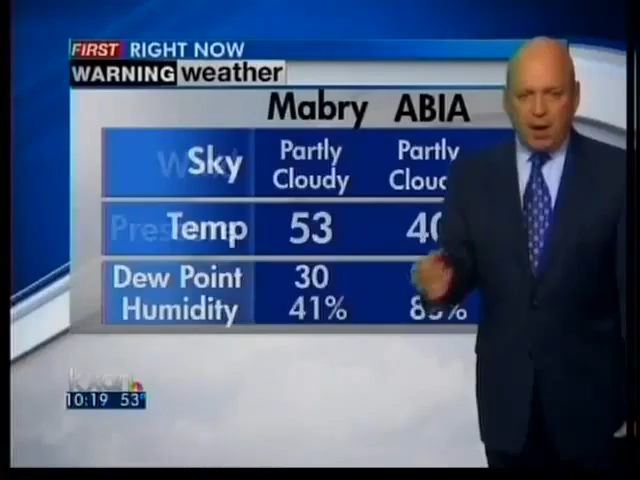 FIRST RIGHT NOW
WARNING weather
Mabry ABIA
Sky Partly Cloudy Partly
Temp 53 40
Dew Point 30
Humidity 41%
kxan
10:19 53°